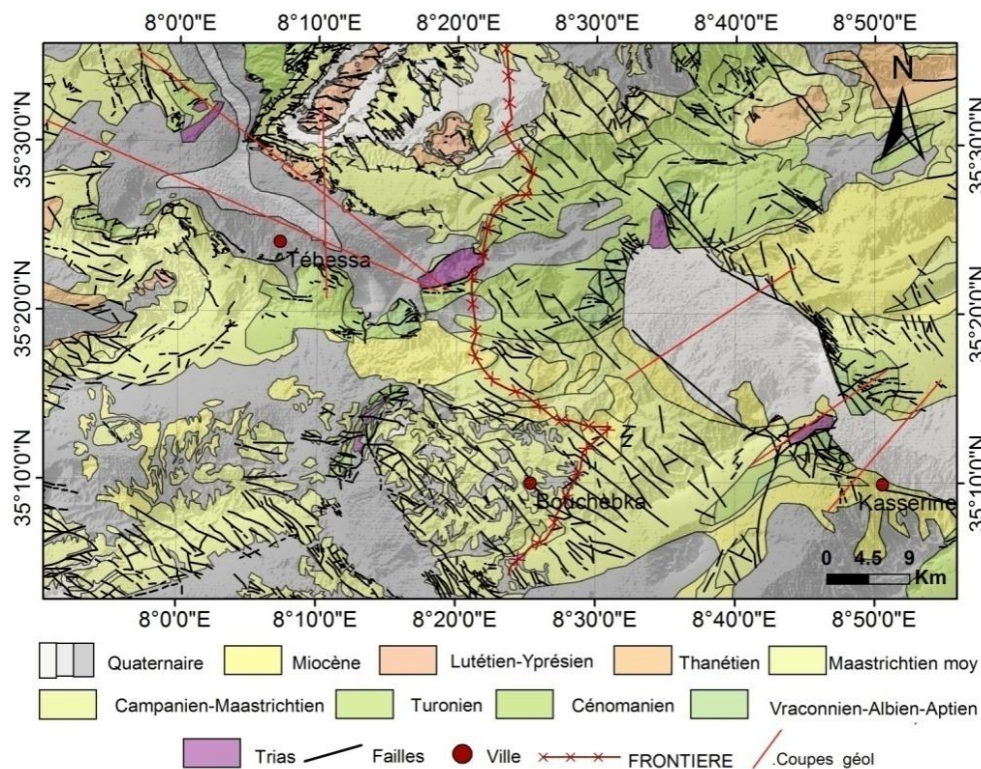 8°0'0"E 8°10'0"E 8°20'0"E 8°30'0"E 8°40'0"E 8°50'0"E
N
35°30'0"N 35°30'0"N
Tébessa
35°20'0"N 35°20'0"N
35°10'0"N 35°10'0"N
Bouchebka
Kasserine
0 4.5 9
Km
8°0'0"E 8°10'0"E 8°20'0"E 8°30'0"E 8°40'0"E 8°50'0"E
Quaternaire Miocène Lutétien-Yprésien Thanétien Maastrichtien moy
Campanien-Maastrichtien Turonien Cénomanien Vraconnien-Albien-Aptien
Trias Failles Ville FRONTIERE .Coupes géol